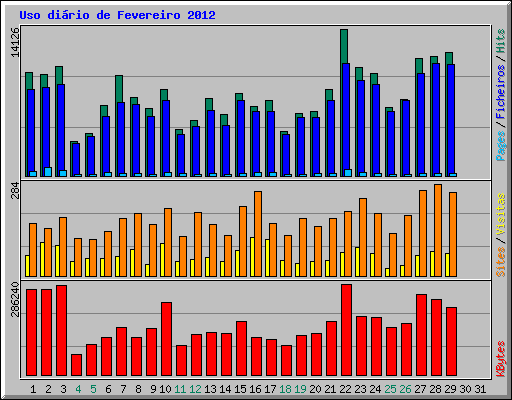 Uso diário de Fevereiro 2012
14126
Pages / Ficheiros / Hits
284
Sites / Visitas
286240
KBytes
1 2 3 4 5 6 7 8 9 10 11 12 13 14 15 16 17 18 19 20 21 22 23 24 25 26 27 28 29 30 31